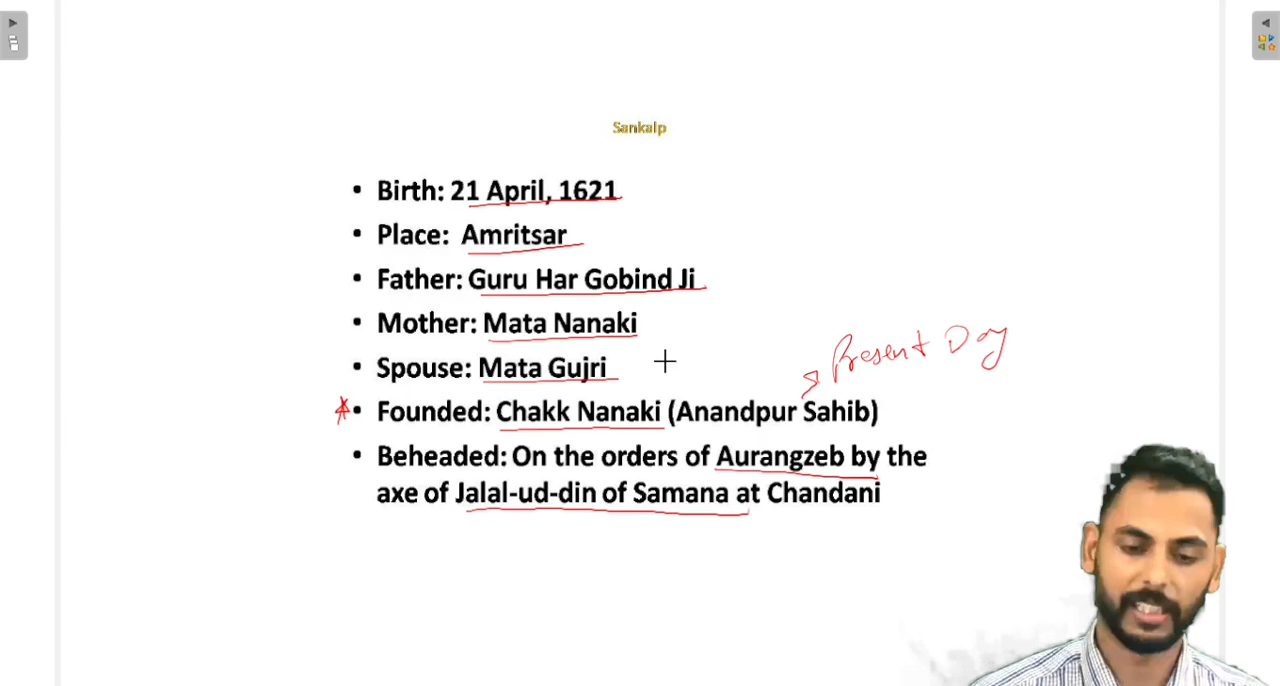 Sankalp
• Birth: 21 April, 1621
• Place: Amritsar
• Father: Guru Har Gobind Ji
• Mother: Mata Nanaki
• Spouse: Mata Gujri
Present Day
• Founded: Chakk Nanaki (Anandpur Sahib)
• Beheaded: On the orders of Aurangzeb by the
axe of Jalal-ud-din of Samana at Chandani